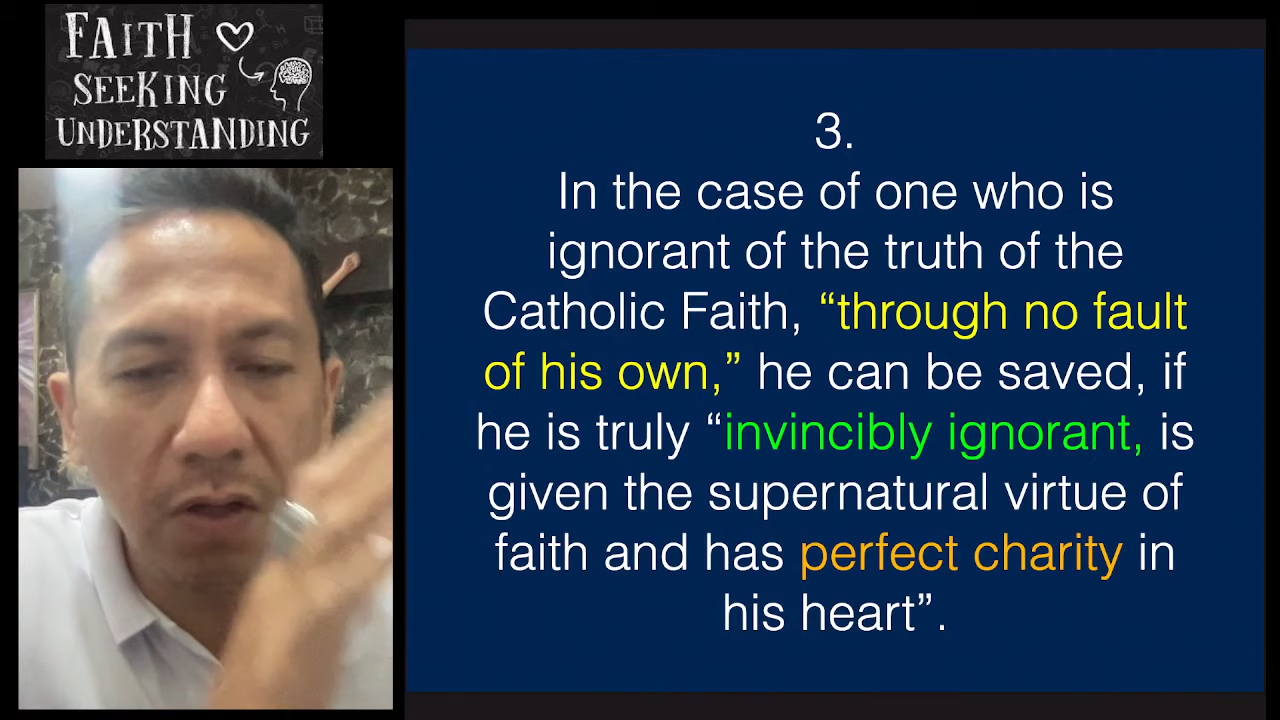 FAITH
SEEKING
UNDERSTANDING
3.
In the case of one who is
ignorant of the truth of the
Catholic Faith, “through no fault
of his own,” he can be saved, if
he is truly “invincibly ignorant, is
given the supernatural virtue of
faith and has perfect charity in
his heart”.